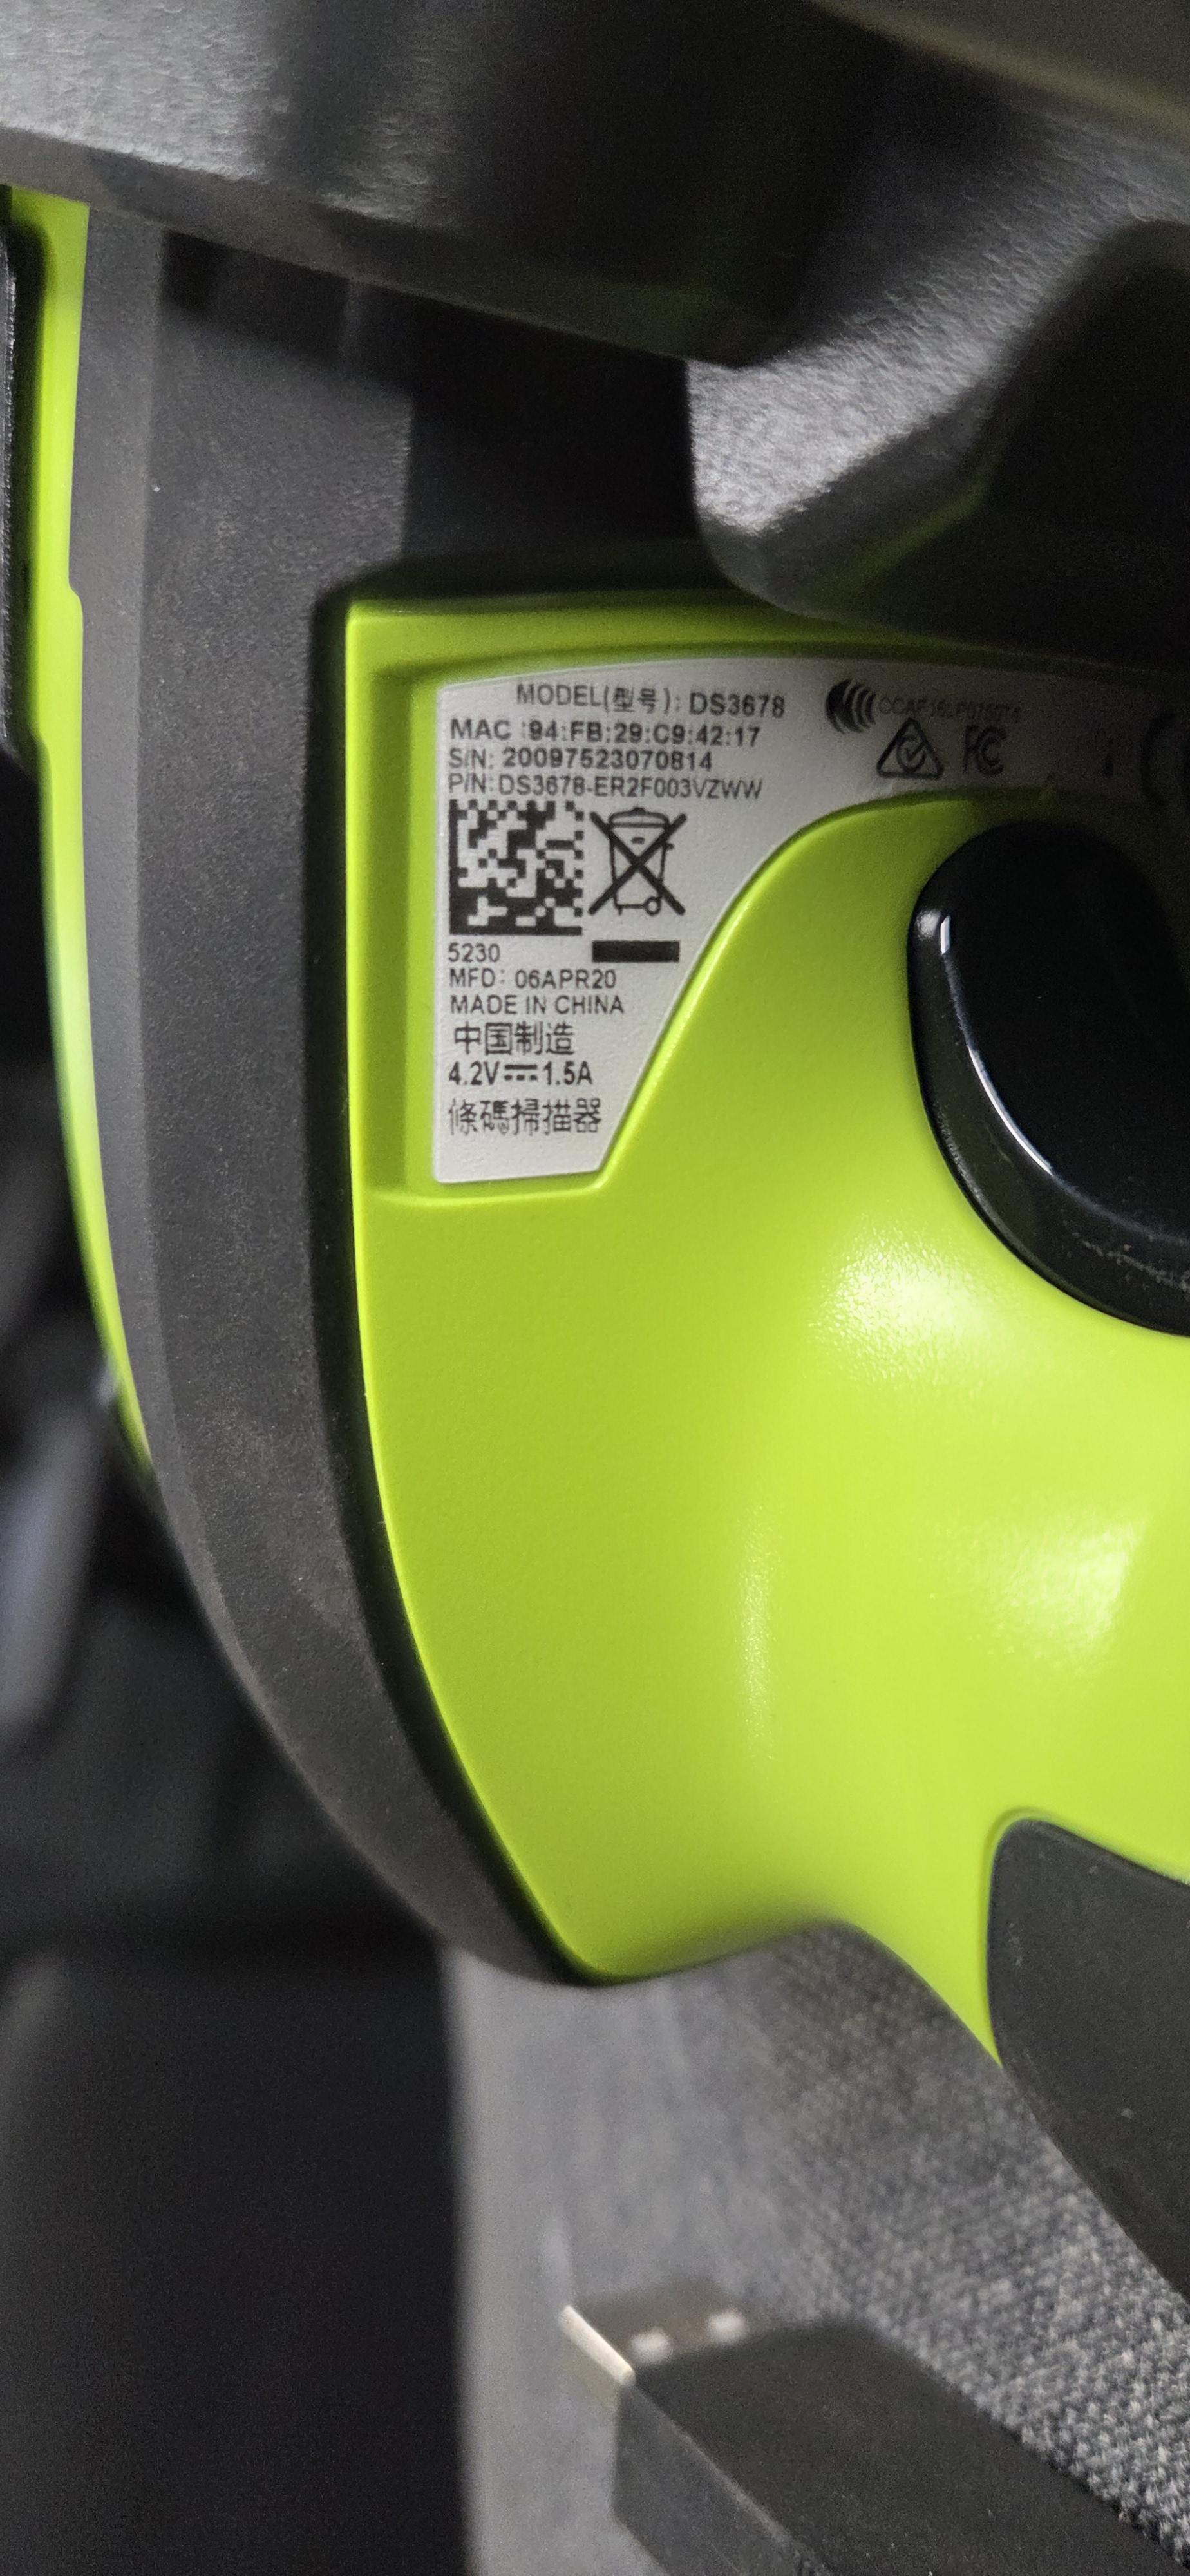 MODEL(型号): DS3678
MAC :94:FB:29:C9:42:17
S/N: 20097523070814
P/N:DS3678-ER2F003VZWW
FC
5230
MFD: 06APR20
MADE IN CHINA
中国制造
4.2V⎓1.5A
條碼掃描器